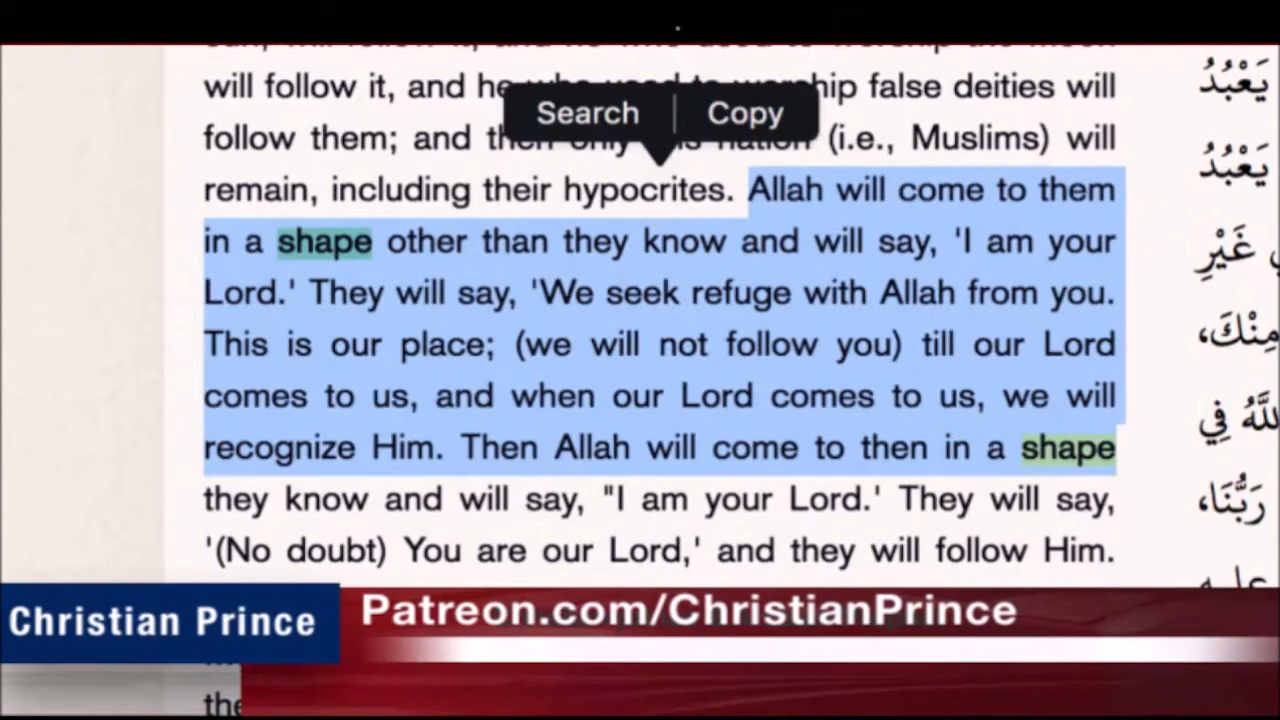 will follow it, and he who used to worship false deities will
Search Copy
follow them; and then only this nation (i.e., Muslims) will
remain, including their hypocrites. Allah will come to them
in a shape other than they know and will say, 'I am your
Lord.' They will say, 'We seek refuge with Allah from you.
This is our place; (we will not follow you) till our Lord
comes to us, and when our Lord comes to us, we will
recognize Him. Then Allah will come to then in a shape
they know and will say, "I am your Lord.' They will say,
'(No doubt) You are our Lord,' and they will follow Him.
يَعْبُدُ
يَعْبُدُ
غَيْرِ
مِنْكَ،
فِي
رَبُّنَا،
Christian Prince
Patreon.com/ChristianPrince